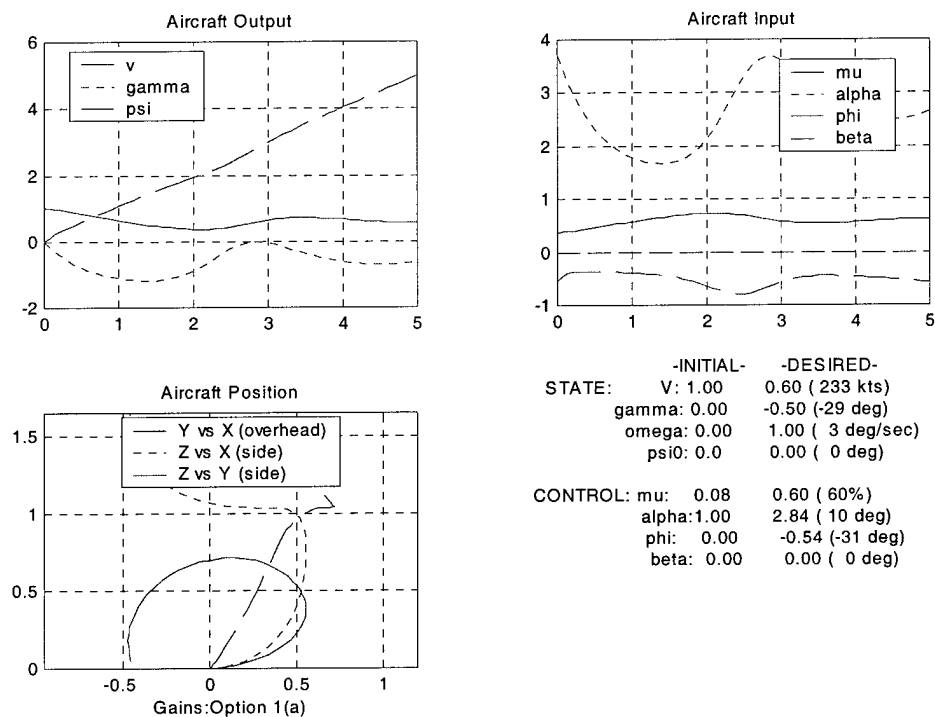 Aircraft Output
6
4
2
0
-2
0 1 2 3 4 5
v
gamma
psi
Aircraft Input
4
3
2
1
0
-1
0 1 2 3 4 5
mu
alpha
phi
beta
Aircraft Position
1.5
1
0.5
0
-0.5 0 0.5 1
Y vs X (overhead)
Z vs X (side)
Z vs Y (side)
Gains:Option 1(a)
-INITIAL- -DESIRED-
STATE: V: 1.00 0.60 ( 233 kts)
gamma: 0.00 -0.50 (-29 deg)
omega: 0.00 1.00 ( 3 deg/sec)
psi0: 0.0 0.00 ( 0 deg)
CONTROL: mu: 0.08 0.60 ( 60%)
alpha:1.00 2.84 ( 10 deg)
phi: 0.00 -0.54 (-31 deg)
beta: 0.00 0.00 ( 0 deg)